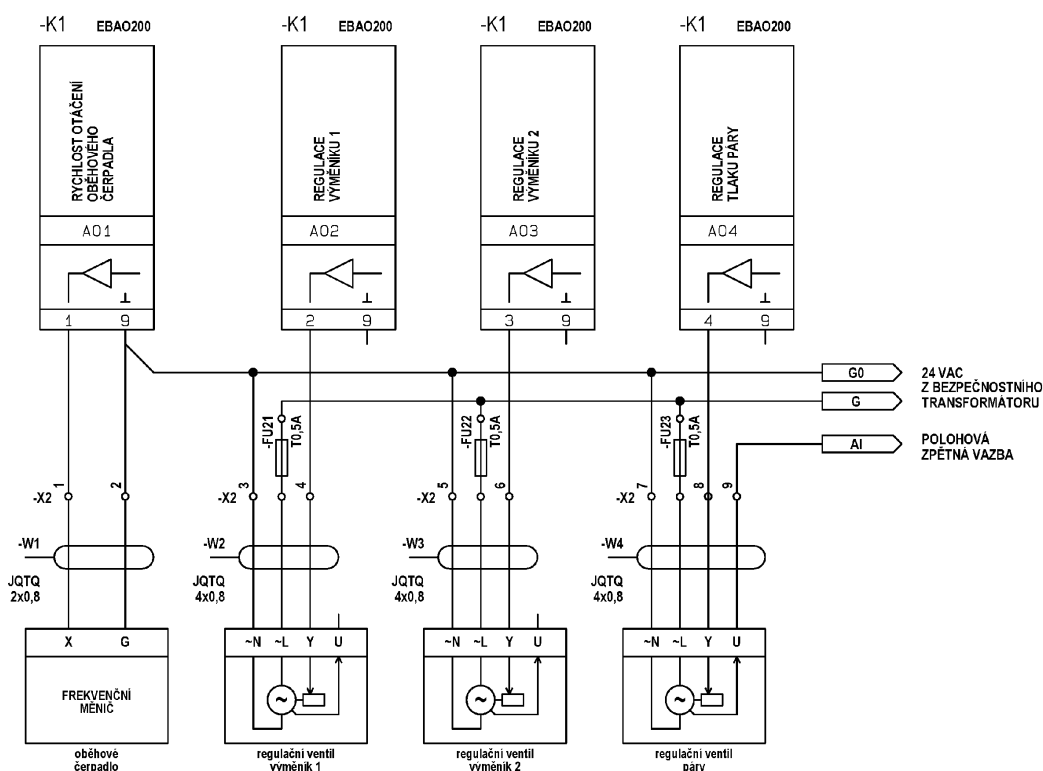 -K1 EBAO200
-K1 EBAO200
-K1 EBAO200
-K1 EBAO200
RYCHLOST OTÁČENÍ
OBĚHOVÉHO
ČERPADLA
REGULACE
VÝMĚNÍKU 1
REGULACE
VÝMĚNÍKU 2
REGULACE
TLAKU PÁRY
AO1
AO2
AO3
AO4
1 9
2 9
3 9
4 9
G0
24 VAC
Z BEZPEČNOSTNÍHO
TRANSFORMÁTORU
G
-FU21
T0,5A
-FU22
T0,5A
-FU23
T0,5A
AI
POLOHOVÁ
ZPĚTNÁ VAZBA
-X2 1 2
-X2 3 4
-X2 5 6
-X2 7 8 9
-W1
JQTQ
2x0,8
-W2
JQTQ
4x0,8
-W3
JQTQ
4x0,8
-W4
JQTQ
4x0,8
X G
~N ~L Y U
~N ~L Y U
~N ~L Y U
FREKVENČNÍ
MĚNIČ
~
~
~
oběhové
čerpadlo
regulační ventil
výměník 1
regulační ventil
výměník 2
regulační ventil
páry